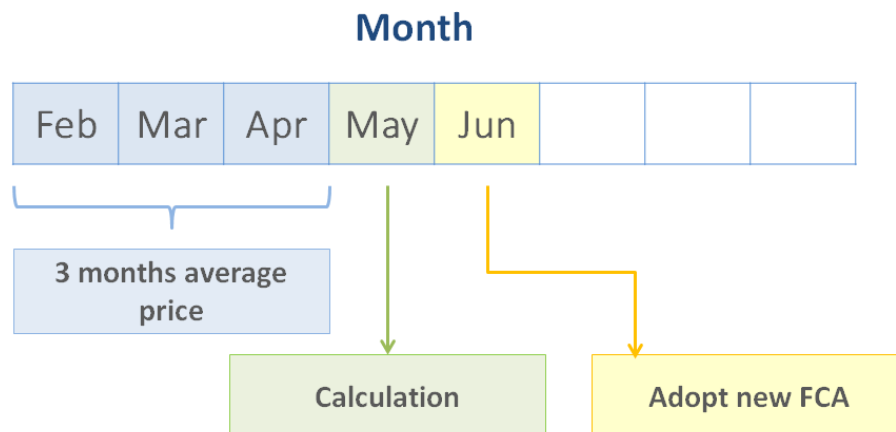 Month
Feb Mar Apr May Jun
3 months average
price
Calculation
Adopt new FCA